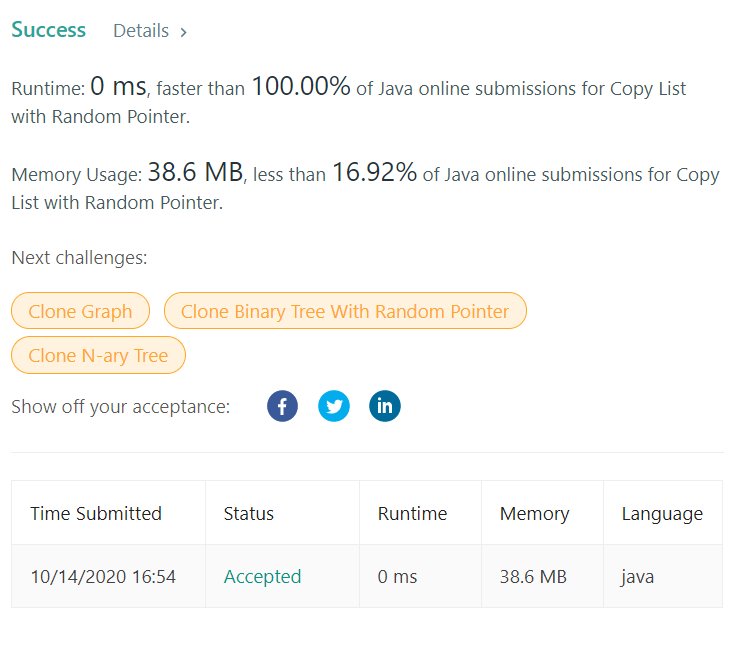 Success Details >
Runtime: 0 ms, faster than 100.00% of Java online submissions for Copy List
with Random Pointer.
Memory Usage: 38.6 MB, less than 16.92% of Java online submissions for Copy
List with Random Pointer.
Next challenges:
Clone Graph Clone Binary Tree With Random Pointer
Clone N-ary Tree
Show off your acceptance: f in
Time Submitted Status Runtime Memory Language
10/14/2020 16:54 Accepted 0 ms 38.6 MB java